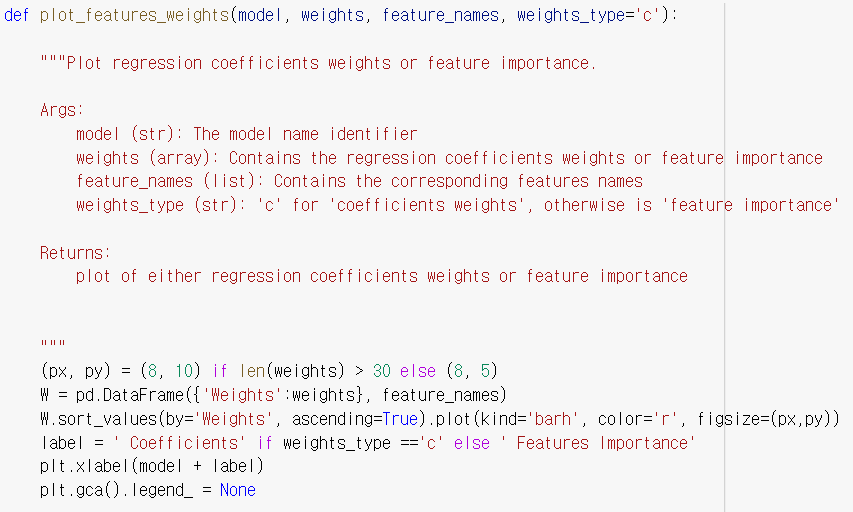 def plot_features_weights(model, weights, feature_names, weights_type='c'):
"""Plot regression coefficients weights or feature importance.
Args:
model (str): The model name identifier
weights (array): Contains the regression coefficients weights or feature importance
feature_names (list): Contains the corresponding features names
weights_type (str): 'c' for 'coefficients weights', otherwise is 'feature importance'
Returns:
plot of either regression coefficients weights or feature importance
"""
(px, py) = (8, 10) if len(weights) > 30 else (8, 5)
W = pd.DataFrame({'Weights':weights}, feature_names)
W.sort_values(by='Weights', ascending=True).plot(kind='barh', color='r', figsize=(px,py))
label = ' Coefficients' if weights_type =='c' else ' Features Importance'
plt.xlabel(model + label)
plt.gca().legend_ = None